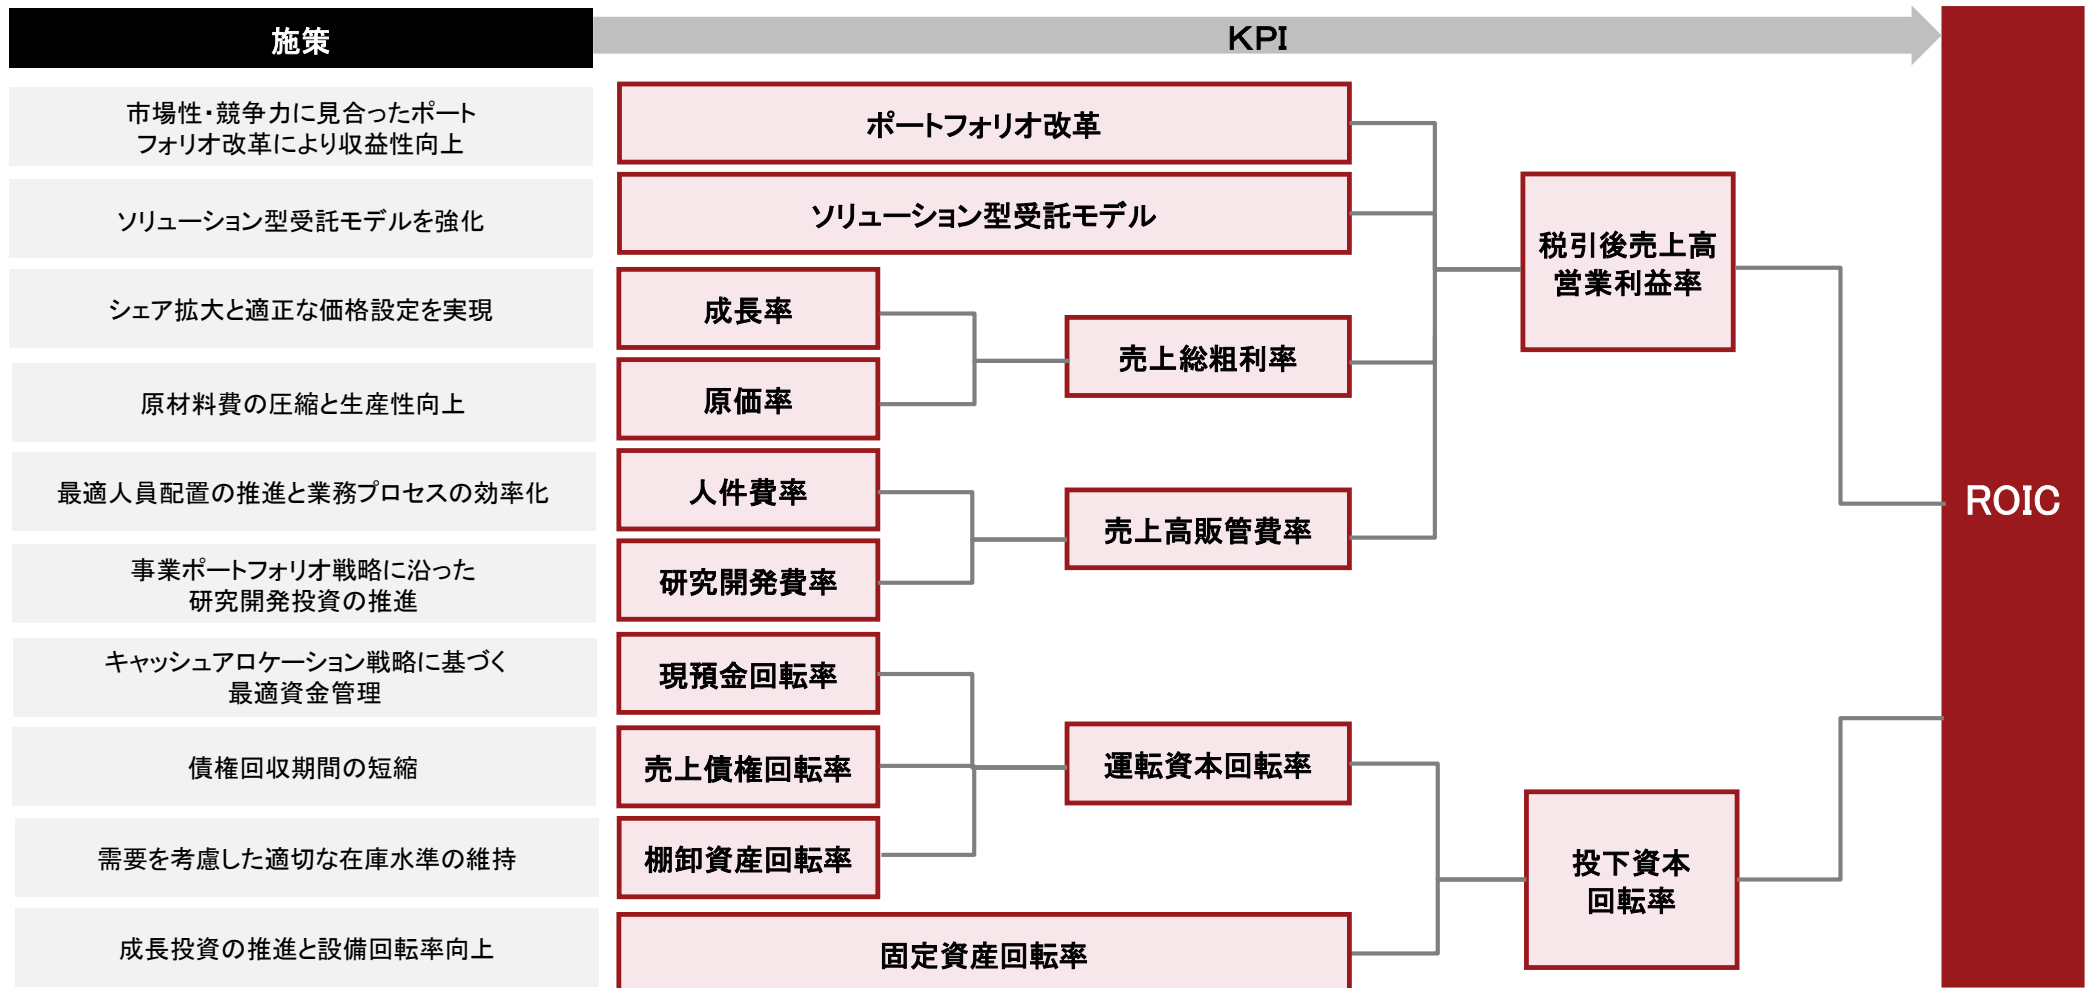 施策
KPI
市場性・競争力に見合ったポート
フォリオ改革により収益性向上
ポートフォリオ改革
ソリューション型受託モデルを強化
ソリューション型受託モデル
税引後売上高
営業利益率
シェア拡大と適正な価格設定を実現
成長率
売上総粗利率
原材料費の圧縮と生産性向上
原価率
最適人員配置の推進と業務プロセスの効率化
人件費率
売上高販管費率
ROIC
事業ポートフォリオ戦略に沿った
研究開発投資の推進
研究開発費率
キャッシュアロケーション戦略に基づく
最適資金管理
現預金回転率
債権回収期間の短縮
売上債権回転率
運転資本回転率
需要を考慮した適切な在庫水準の維持
棚卸資産回転率
投下資本
回転率
成長投資の推進と設備回転率向上
固定資産回転率